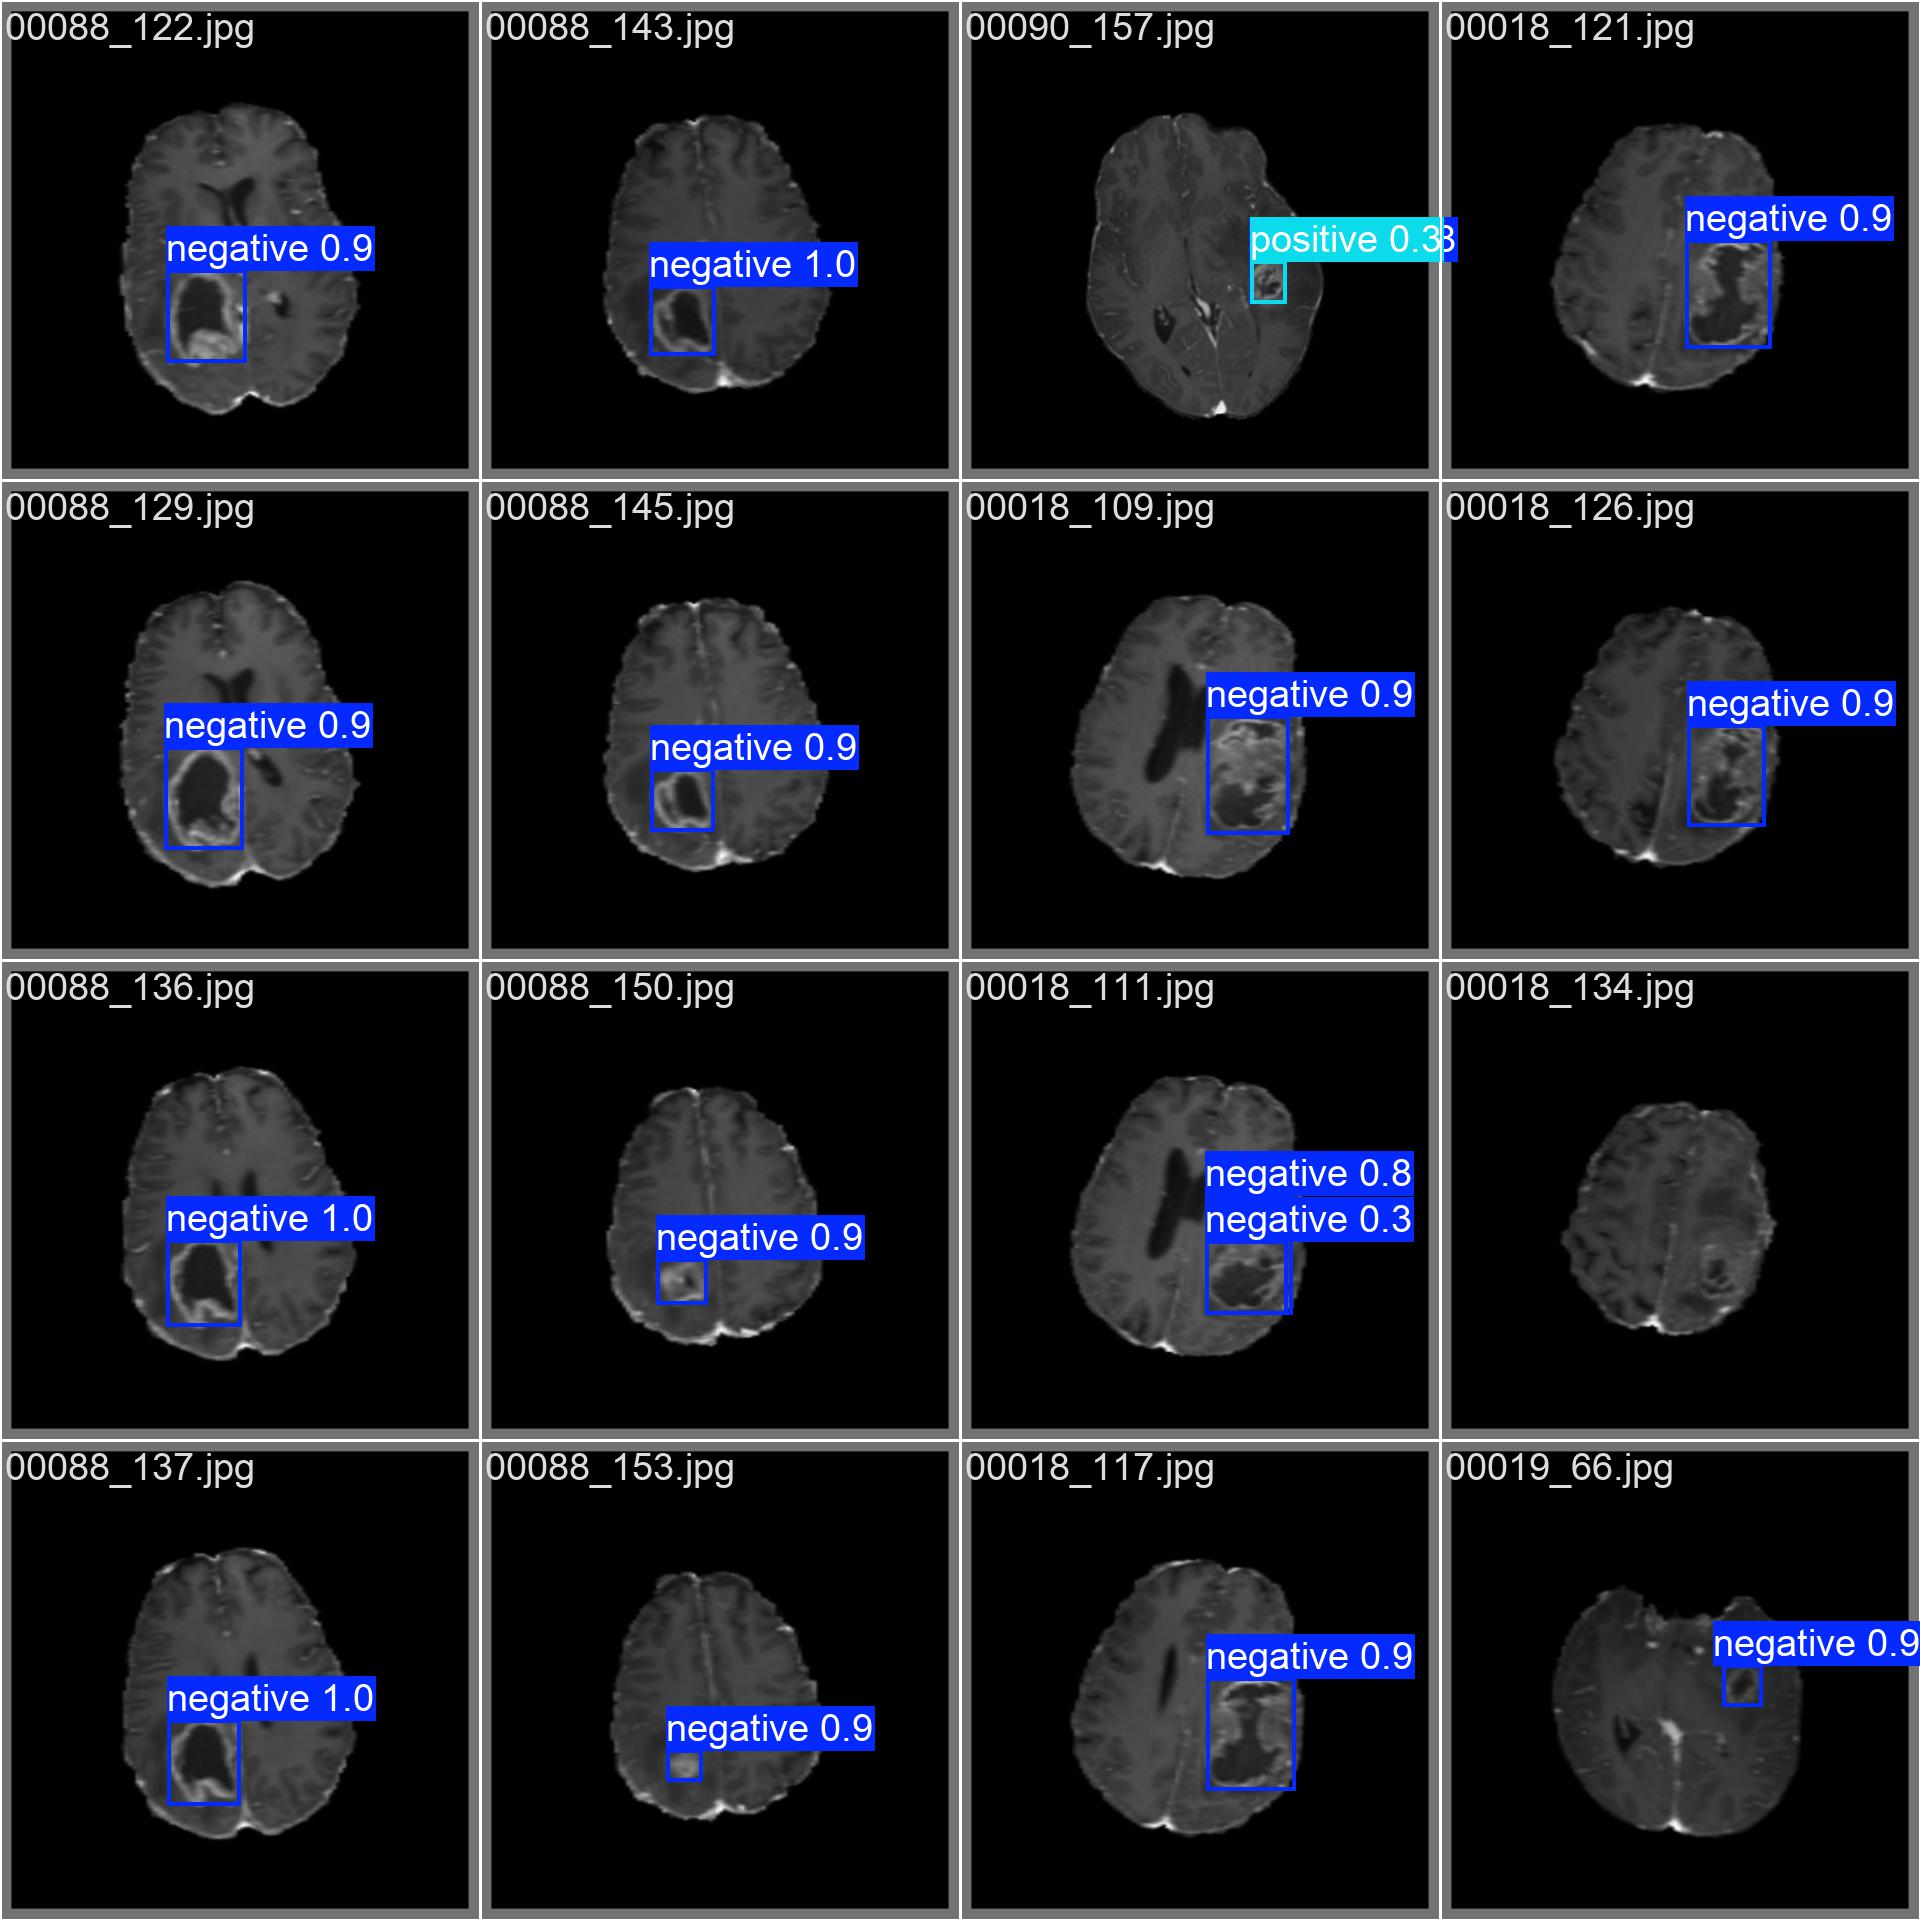 00088_122.jpg
negative 0.9
00088_143.jpg
negative 1.0
00090_157.jpg
positive 0.3
00018_121.jpg
negative 0.9
00088_129.jpg
negative 0.9
00088_145.jpg
negative 0.9
00018_109.jpg
negative 0.9
00018_126.jpg
negative 0.9
00088_136.jpg
negative 1.0
00088_150.jpg
negative 0.9
00018_111.jpg
negative 0.8
negative 0.3
00018_134.jpg
00088_137.jpg
negative 1.0
00088_153.jpg
negative 0.9
00018_117.jpg
negative 0.9
00019_66.jpg
negative 0.9